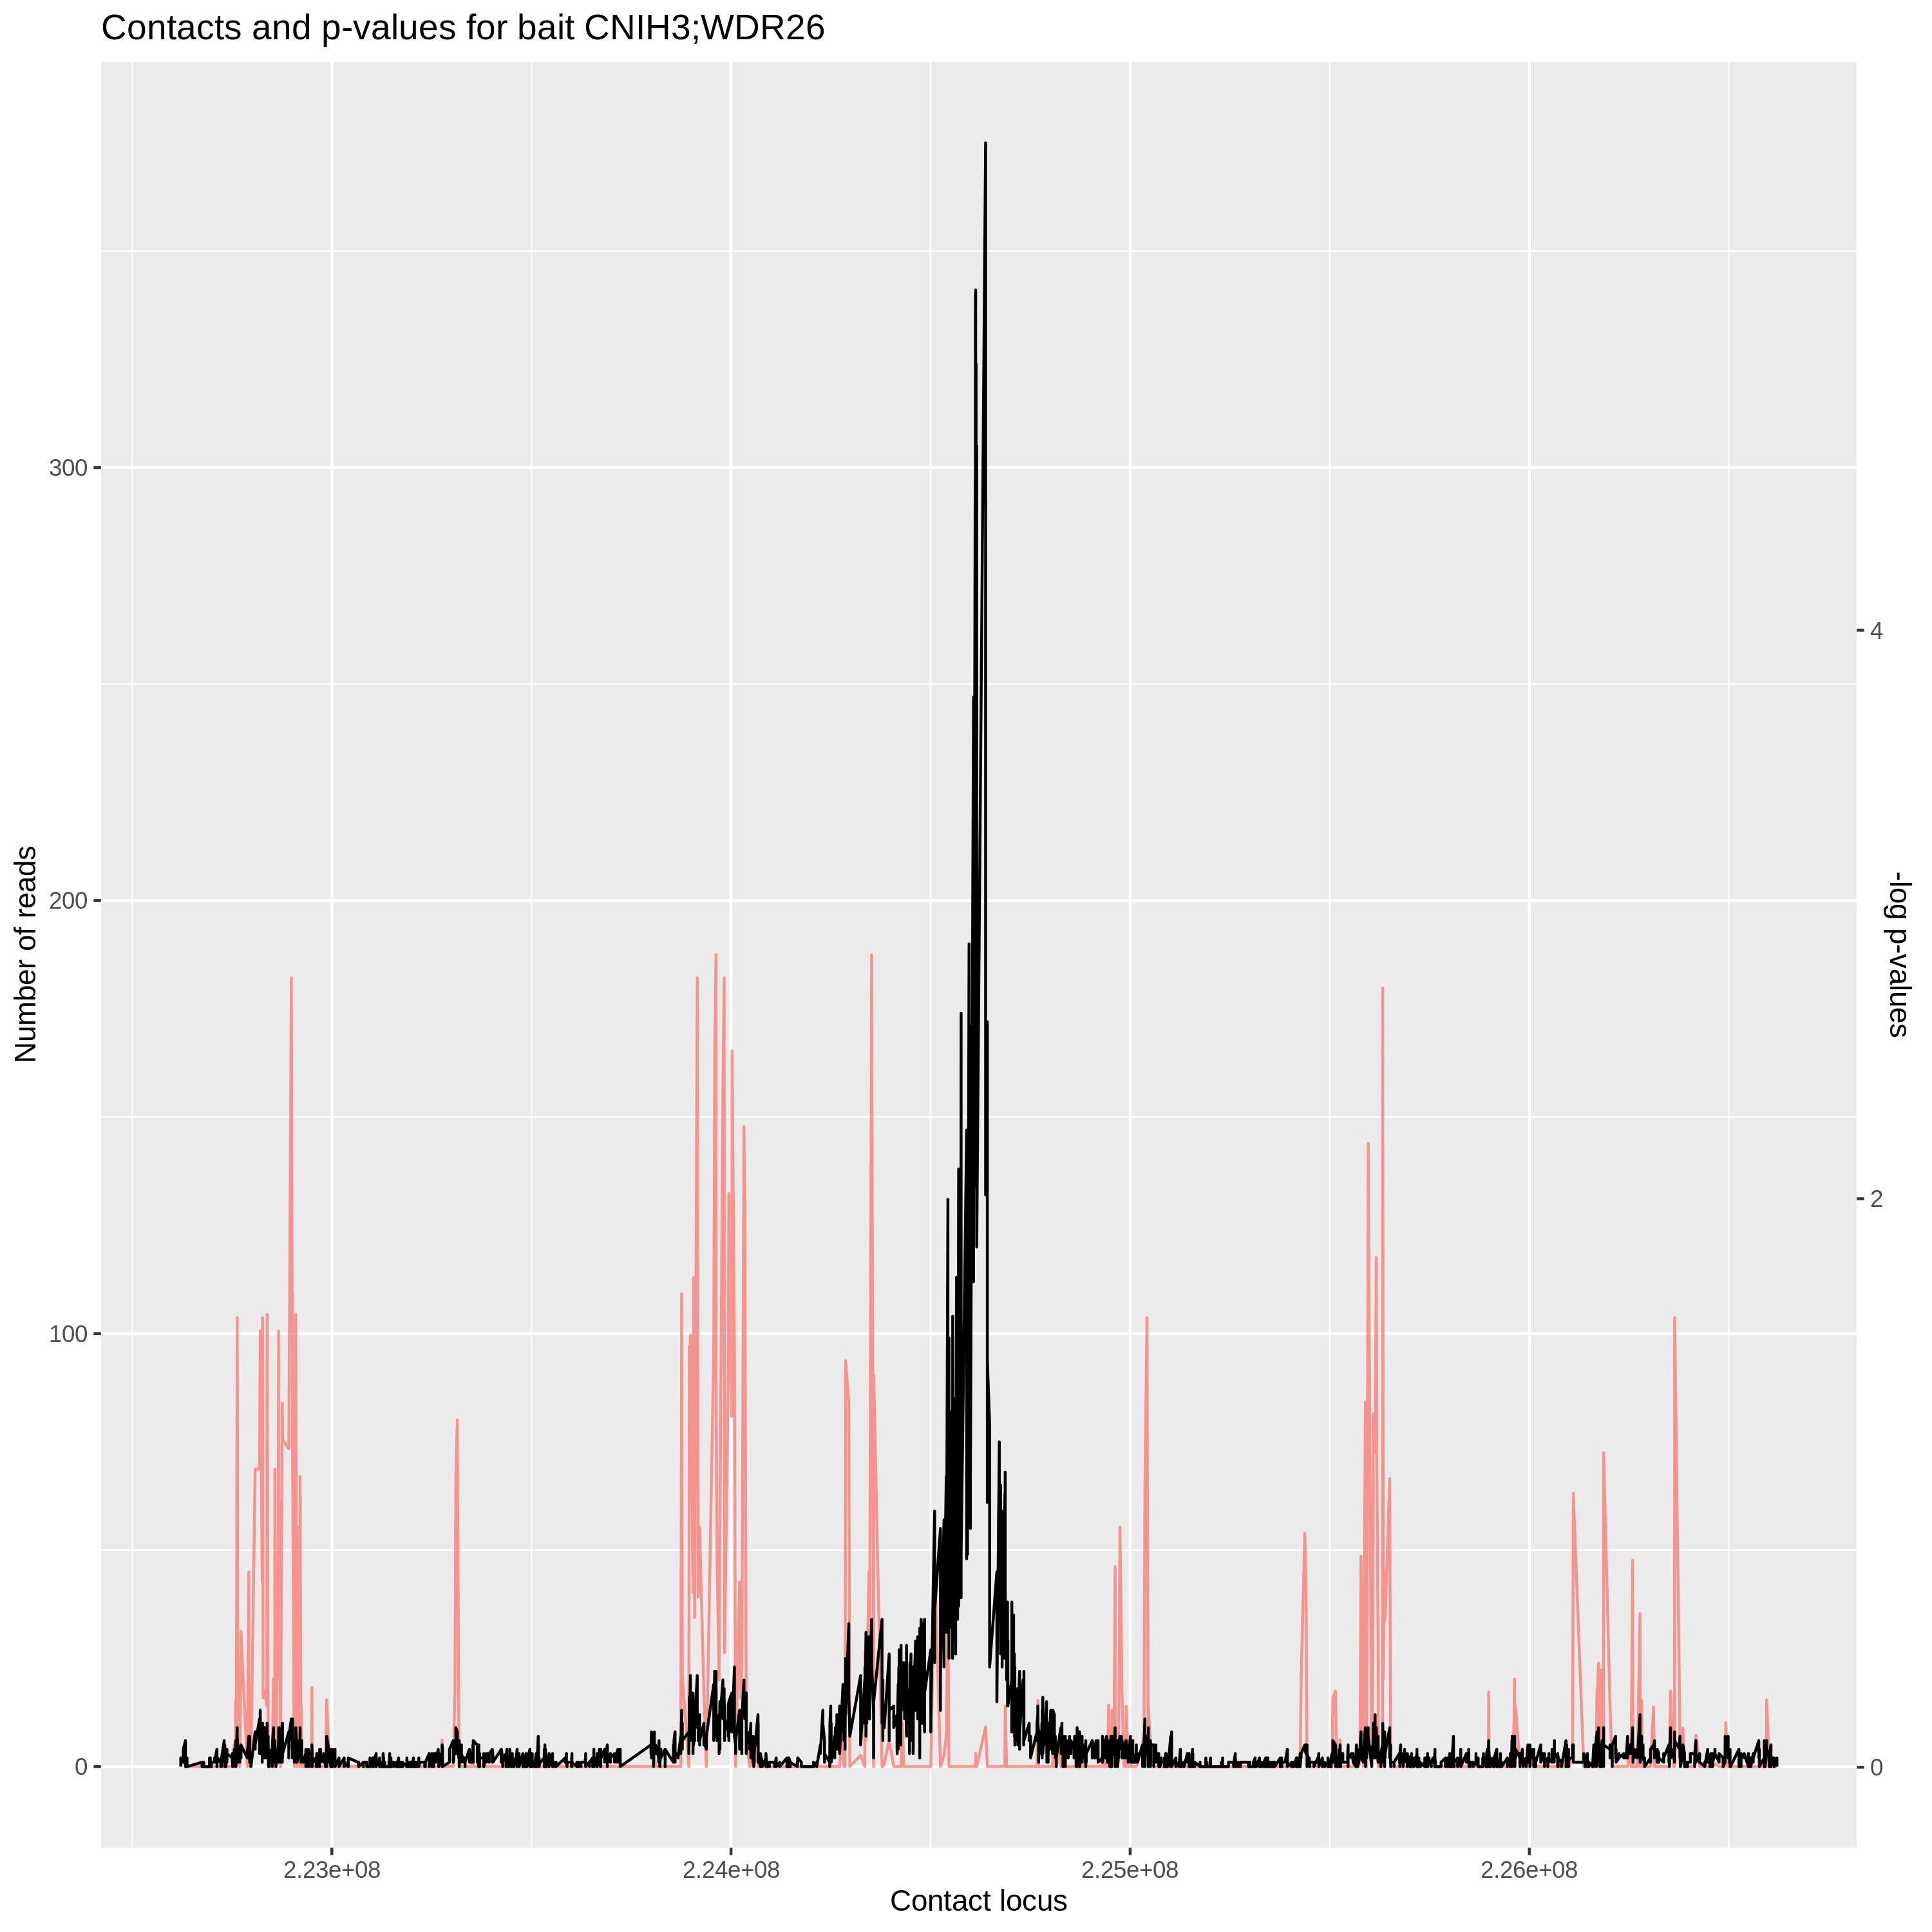 Contacts and p-values for bait CNIH3;WDR26
300
200
100
0
Number of reads
4
2
0
-log p-values
2.23e+08 2.24e+08 2.25e+08 2.26e+08
Contact locus